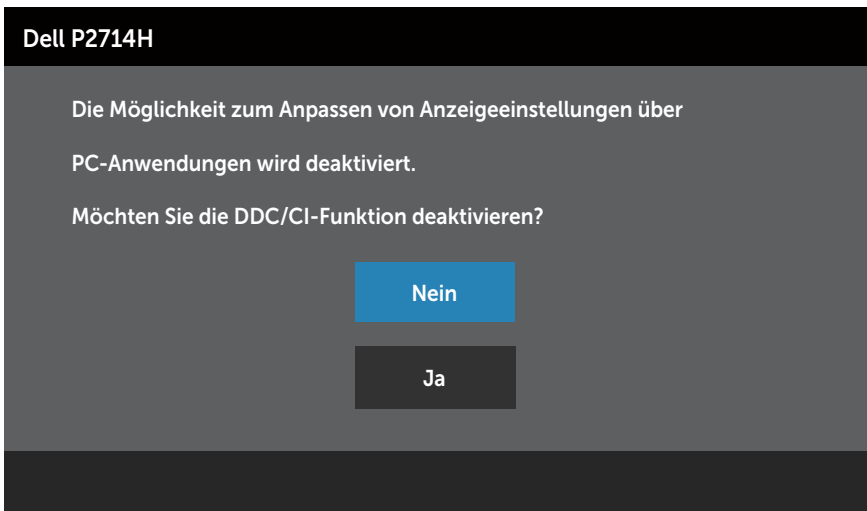 Dell P2714H
Die Möglichkeit zum Anpassen von Anzeigeeinstellungen über
PC-Anwendungen wird deaktiviert.
Möchten Sie die DDC/CI-Funktion deaktivieren?
Nein
Ja